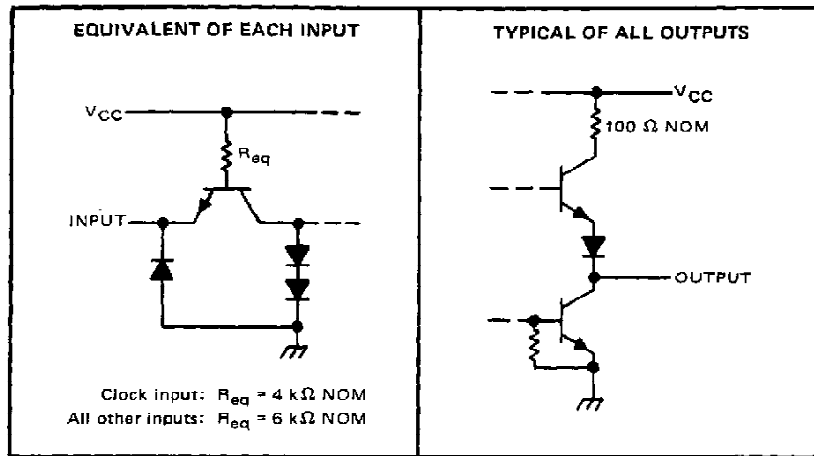 EQUIVALENT OF EACH INPUT
VCC
Req
INPUT
Clock input: Req = 4 kΩ NOM
All other inputs: Req = 6 kΩ NOM
TYPICAL OF ALL OUTPUTS
VCC
100 Ω NOM
OUTPUT